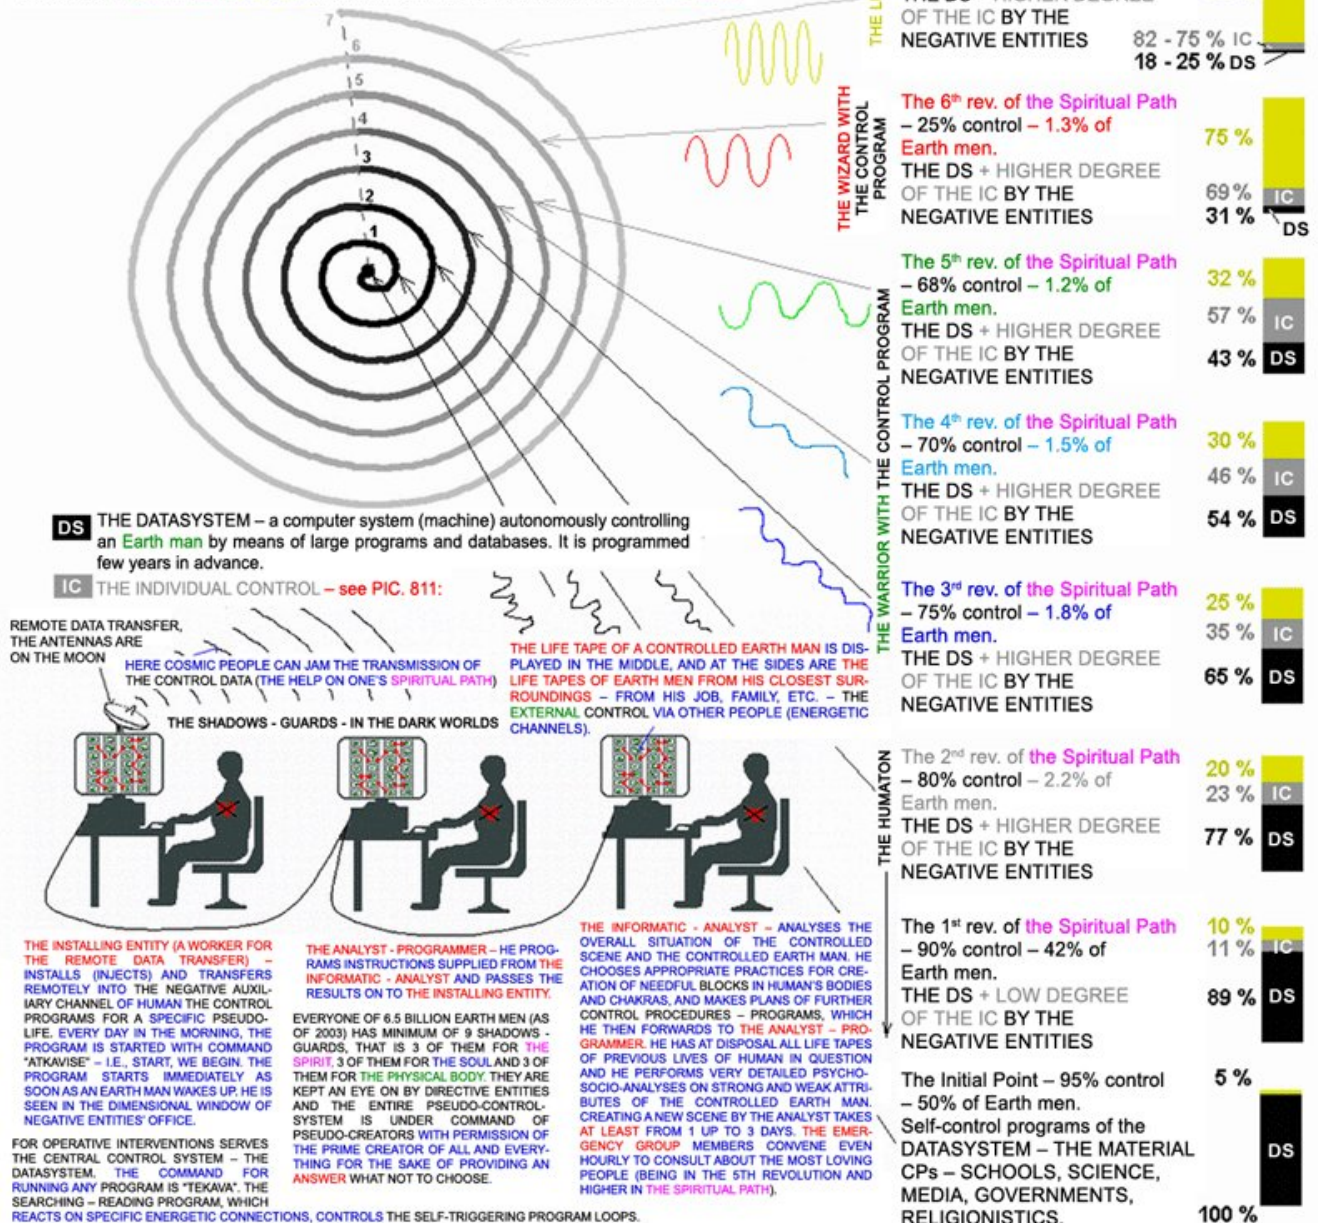 7
6
5
4
3
2
1
OF THE IC BY THE
NEGATIVE ENTITIES
82 - 75 % IC
18 - 25 % DS
THE WIZARD WITH
THE CONTROL
PROGRAM
The 6th rev. of the Spiritual Path
– 25% control – 1.3% of
Earth men.
THE DS + HIGHER DEGREE
OF THE IC BY THE
NEGATIVE ENTITIES
75 %
69 %
IC
31 %
DS
THE WARRIOR WITH THE CONTROL PROGRAM
The 5th rev. of the Spiritual Path
– 68% control – 1.2% of
Earth men.
THE DS + HIGHER DEGREE
OF THE IC BY THE
NEGATIVE ENTITIES
32 %
57 %
IC
43 %
DS
The 4th rev. of the Spiritual Path
– 70% control – 1.5% of
Earth men.
THE DS + HIGHER DEGREE
OF THE IC BY THE
NEGATIVE ENTITIES
30 %
46 %
IC
54 %
DS
The 3rd rev. of the Spiritual Path
– 75% control – 1.8% of
Earth men.
THE DS + HIGHER DEGREE
OF THE IC BY THE
NEGATIVE ENTITIES
25 %
35 %
IC
65 %
DS
THE HUMATON
The 2nd rev. of the Spiritual Path
– 80% control – 2.2% of
Earth men.
THE DS + HIGHER DEGREE
OF THE IC BY THE
NEGATIVE ENTITIES
20 %
23 %
IC
77 %
DS
The 1st rev. of the Spiritual Path
– 90% control – 42% of
Earth men.
THE DS + LOW DEGREE
OF THE IC BY THE
NEGATIVE ENTITIES
10 %
11 %
IC
89 %
DS
The Initial Point – 95% control
– 50% of Earth men.
Self-control programs of the
DATASYSTEM – THE MATERIAL
CPs – SCHOOLS, SCIENCE,
MEDIA, GOVERNMENTS,
RELIGIONISTICS.
5 %
DS
100 %
DS THE DATASYSTEM – a computer system (machine) autonomously controlling
an Earth man by means of large programs and databases. It is programmed
few years in advance.
IC THE INDIVIDUAL CONTROL – see PIC. 811:
REMOTE DATA TRANSFER,
THE ANTENNAS ARE
ON THE MOON
HERE COSMIC PEOPLE CAN JAM THE TRANSMISSION OF
THE CONTROL DATA (THE HELP ON ONE'S SPIRITUAL PATH)
THE SHADOWS - GUARDS - IN THE DARK WORLDS
THE LIFE TAPE OF A CONTROLLED EARTH MAN IS DIS-
PLAYED IN THE MIDDLE, AND AT THE SIDES ARE THE
LIFE TAPES OF EARTH MEN FROM HIS CLOSEST SUR-
ROUNDINGS – FROM HIS JOB, FAMILY, ETC. – THE
EXTERNAL CONTROL VIA OTHER PEOPLE (ENERGETIC
CHANNELS).
THE INSTALLING ENTITY (A WORKER FOR
THE REMOTE DATA TRANSFER) –
INSTALLS (INJECTS) AND TRANSFERS
REMOTELY INTO THE NEGATIVE AUXIL-
IARY CHANNEL OF HUMAN THE CONTROL
PROGRAMS FOR A SPECIFIC PSEUDO-
LIFE. EVERY DAY IN THE MORNING, THE
PROGRAM IS STARTED WITH COMMAND
"ATKAVISE" – I.E., START, WE BEGIN. THE
PROGRAM STARTS IMMEDIATELY AS
SOON AS AN EARTH MAN WAKES UP. HE IS
SEEN IN THE DIMENSIONAL WINDOW OF
NEGATIVE ENTITIES' OFFICE.
FOR OPERATIVE INTERVENTIONS SERVES
THE CENTRAL CONTROL SYSTEM – THE
DATASYSTEM. THE COMMAND FOR
RUNNING ANY PROGRAM IS "TEKAVA". THE
SEARCHING – READING PROGRAM, WHICH
REACTS ON SPECIFIC ENERGETIC CONNECTIONS, CONTROLS THE SELF-TRIGGERING PROGRAM LOOPS.
THE ANALYST - PROGRAMMER – HE PROG-
RAMS INSTRUCTIONS SUPPLIED FROM THE
INFORMATIC - ANALYST AND PASSES THE
RESULTS ON TO THE INSTALLING ENTITY.
EVERYONE OF 6.5 BILLION EARTH MEN (AS
OF 2003) HAS MINIMUM OF 9 SHADOWS -
GUARDS, THAT IS 3 OF THEM FOR THE
SPIRIT, 3 OF THEM FOR THE SOUL AND 3 OF
THEM FOR THE PHYSICAL BODY. THEY ARE
KEPT AN EYE ON BY DIRECTIVE ENTITIES
AND THE ENTIRE PSEUDO-CONTROL-
SYSTEM IS UNDER COMMAND OF
PSEUDO-CREATORS WITH PERMISSION OF
THE PRIME CREATOR OF ALL AND EVERY-
THING FOR THE SAKE OF PROVIDING AN
ANSWER WHAT NOT TO CHOOSE.
THE INFORMATIC - ANALYST – ANALYSES THE
OVERALL SITUATION OF THE CONTROLLED
SCENE AND THE CONTROLLED EARTH MAN. HE
CHOOSES APPROPRIATE PRACTICES FOR CRE-
ATION OF NEEDFUL BLOCKS IN HUMAN'S BODIES
AND CHAKRAS, AND MAKES PLANS OF FURTHER
CONTROL PROCEDURES – PROGRAMS, WHICH
HE THEN FORWARDS TO THE ANALYST – PRO-
GRAMMER. HE HAS AT DISPOSAL ALL LIFE TAPES
OF PREVIOUS LIVES OF HUMAN IN QUESTION
AND HE PERFORMS VERY DETAILED PSYCHO-
SOCIO-ANALYSES ON STRONG AND WEAK ATTRI-
BUTES OF THE CONTROLLED EARTH MAN.
CREATING A NEW SCENE BY THE ANALYST TAKES
AT LEAST FROM 1 UP TO 3 DAYS. THE EMER-
GENCY GROUP MEMBERS CONVENE EVEN
HOURLY TO CONSULT ABOUT THE MOST LOVING
PEOPLE (BEING IN THE 5TH REVOLUTION AND
HIGHER IN THE SPIRITUAL PATH).